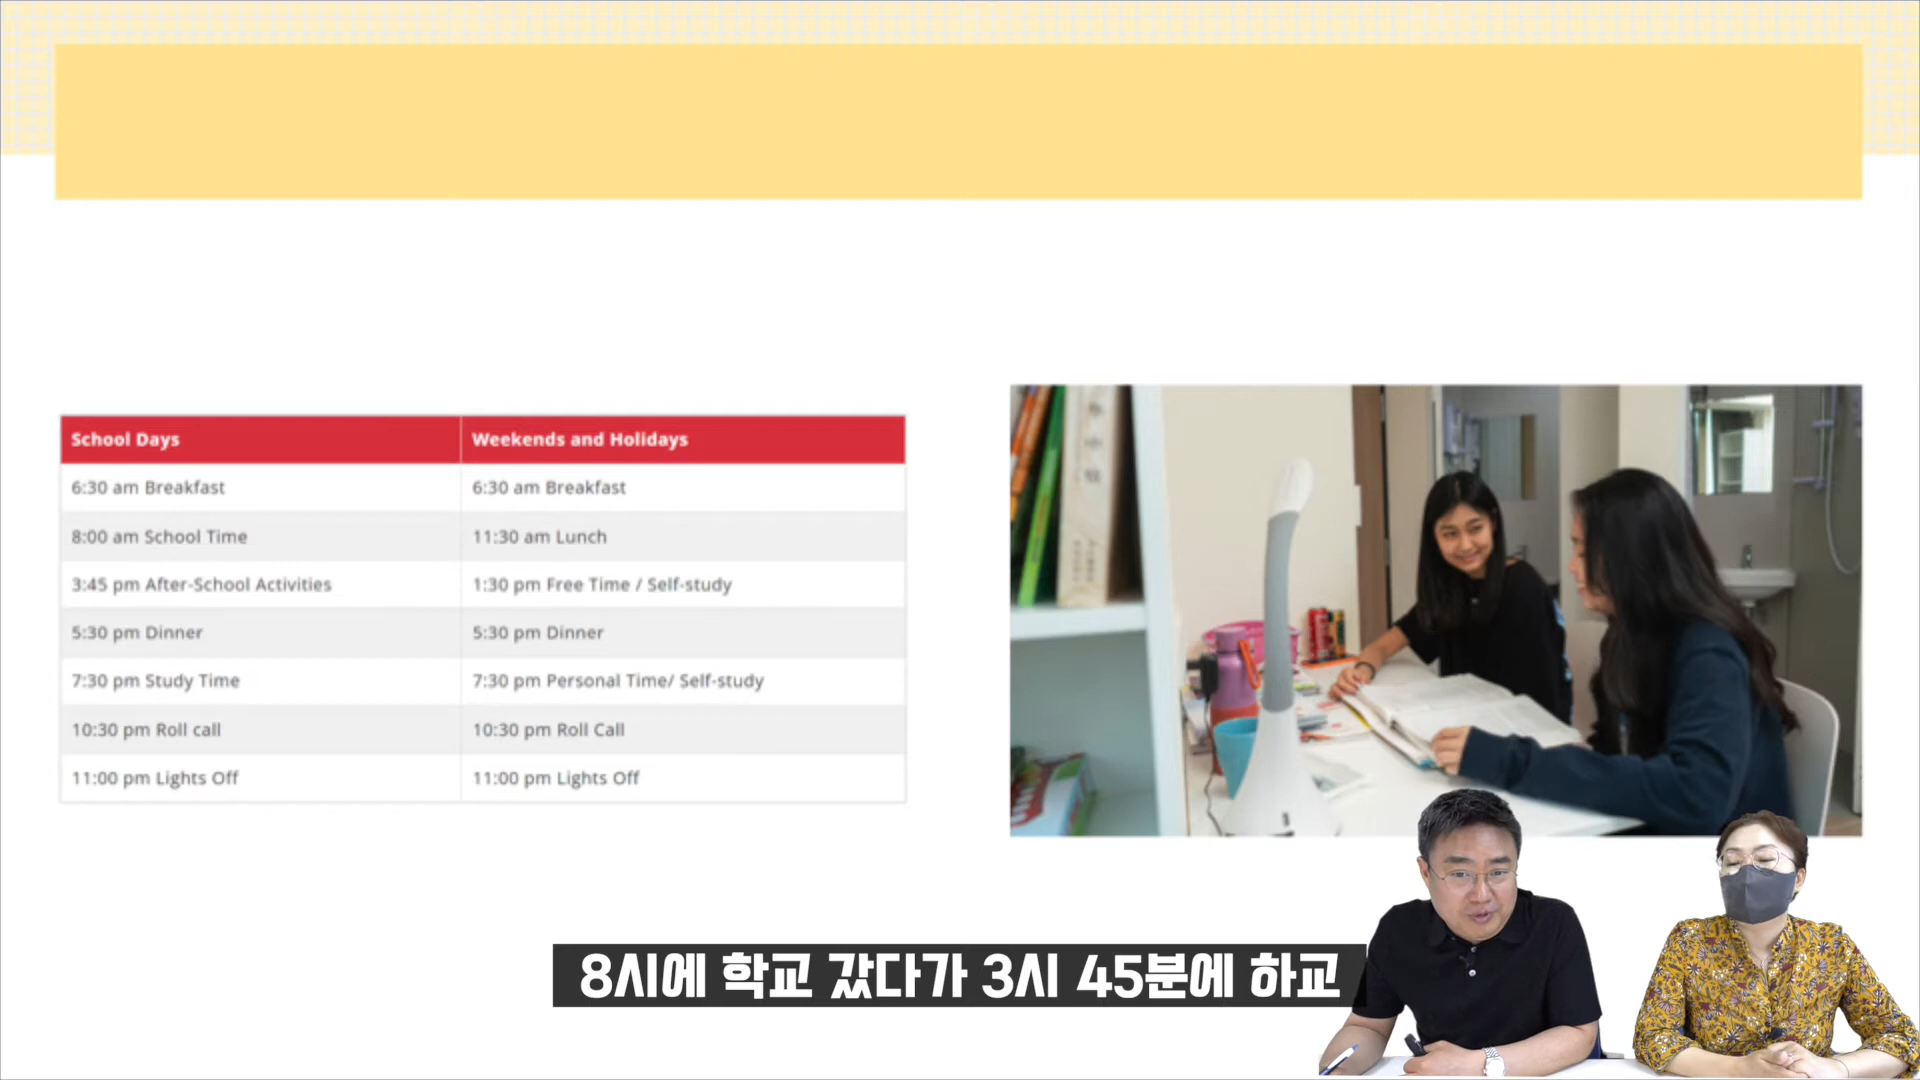 School Days
Weekends and Holidays
6:30 am Breakfast
6:30 am Breakfast
8:00 am School Time
11:30 am Lunch
3:45 pm After-School Activities
1:30 pm Free Time / Self-study
5:30 pm Dinner
5:30 pm Dinner
7:30 pm Study Time
7:30 pm Personal Time/ Self-study
10:30 pm Roll call
10:30 pm Roll Call
11:00 pm Lights Off
11:00 pm Lights Off
8시에 학교 갔다가 3시 45분에 하교